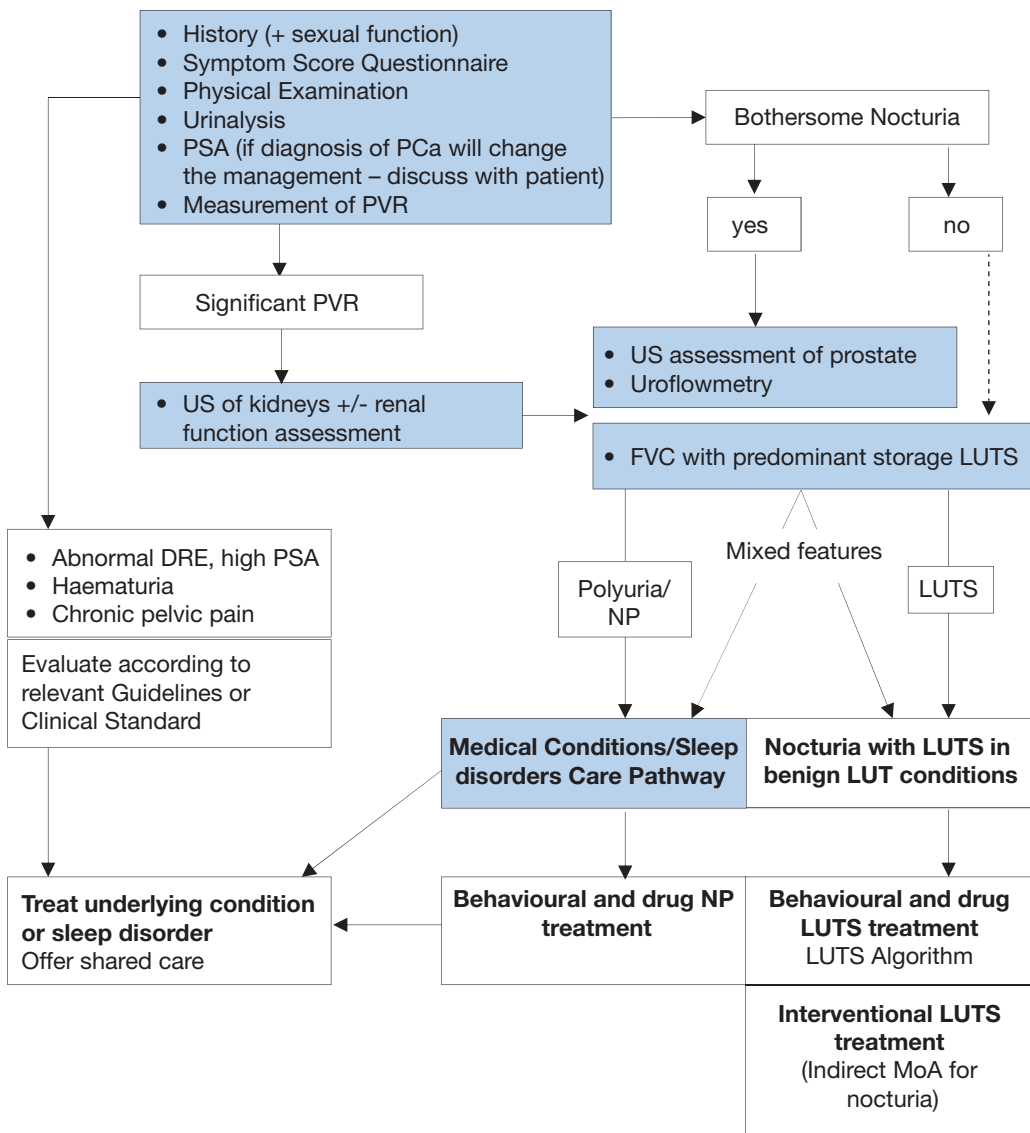 • History (+ sexual function)
• Symptom Score Questionnaire
• Physical Examination
• Urinalysis
• PSA (if diagnosis of PCa will change
the management – discuss with patient)
• Measurement of PVR
Bothersome Nocturia
yes
no
Significant PVR
• US assessment of prostate
• Uroflowmetry
• US of kidneys +/- renal
function assessment
• FVC with predominant storage LUTS
• Abnormal DRE, high PSA
• Haematuria
• Chronic pelvic pain
Evaluate according to
relevant Guidelines or
Clinical Standard
Mixed features
Polyuria/
NP
LUTS
Medical Conditions/Sleep
disorders Care Pathway
Nocturia with LUTS in
benign LUT conditions
Treat underlying condition
or sleep disorder
Offer shared care
Behavioural and drug NP
treatment
Behavioural and drug
LUTS treatment
LUTS Algorithm
Interventional LUTS
treatment
(Indirect MoA for
nocturia)